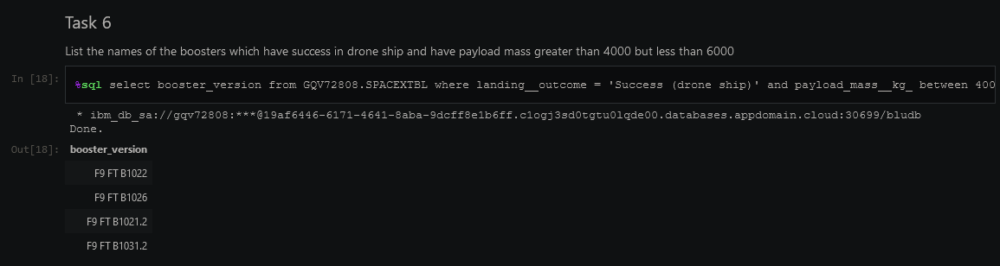 Task 6
List the names of the boosters which have success in drone ship and have payload mass greater than 4000 but less than 6000
In [18]: %sql select booster_version from GQV72808.SPACEXTBL where landing__outcome = 'Success (drone ship)' and payload_mass__kg_ between 400
* ibm_db_sa://gqv72808:***@19af6446-6171-4641-8aba-9dcff8e1b6ff.c1ogj3sd0tgtu0lqde00.databases.appdomain.cloud:30699/bludb
Done.
Out[18]: booster_version
F9 FT B1022
F9 FT B1026
F9 FT B1021.2
F9 FT B1031.2